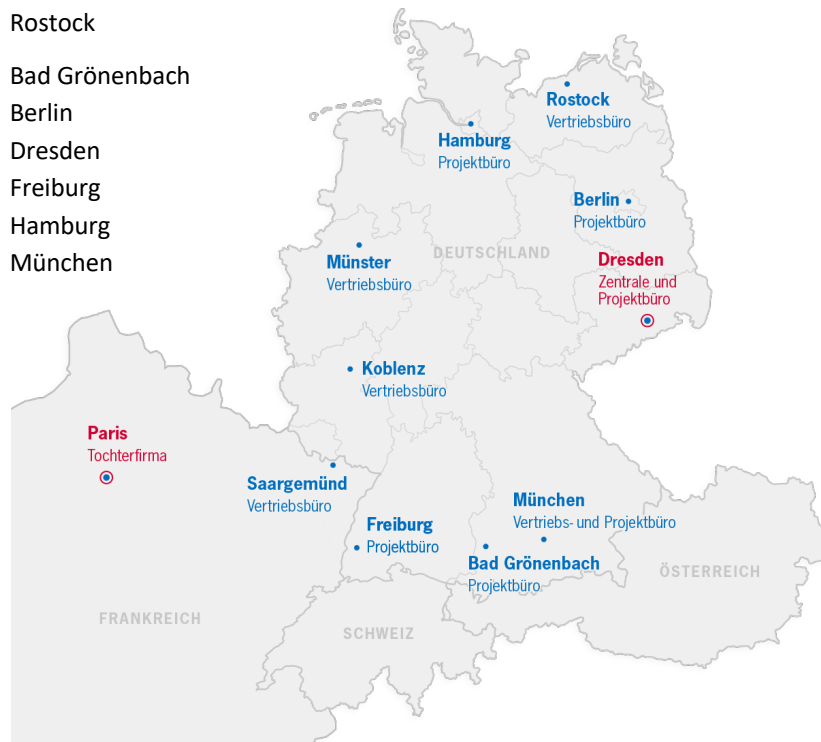 Rostock
Bad Grönenbach
Berlin
Dresden
Freiburg
Hamburg
München
Rostock
Vertriebsbüro
Hamburg
Projektbüro
Berlin
Projektbüro
DEUTSCHLAND
Münster
Vertriebsbüro
Dresden
Zentrale und
Projektbüro
Koblenz
Vertriebsbüro
Paris
Tochterfirma
Saargemünd
Vertriebsbüro
München
Vertriebs- und Projektbüro
Freiburg
Projektbüro
Bad Grönenbach
Projektbüro
ÖSTERREICH
FRANKREICH
SCHWEIZ